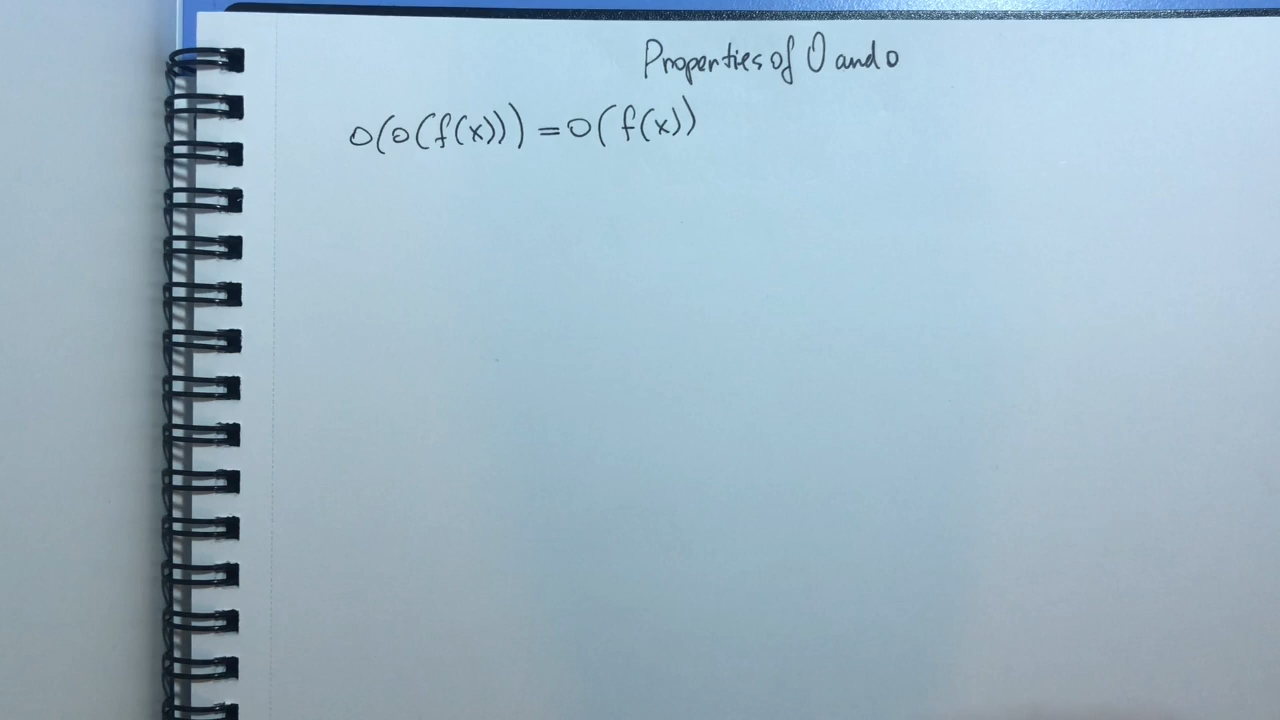 Properties of O and o
o(o(f(x))) = o(f(x))